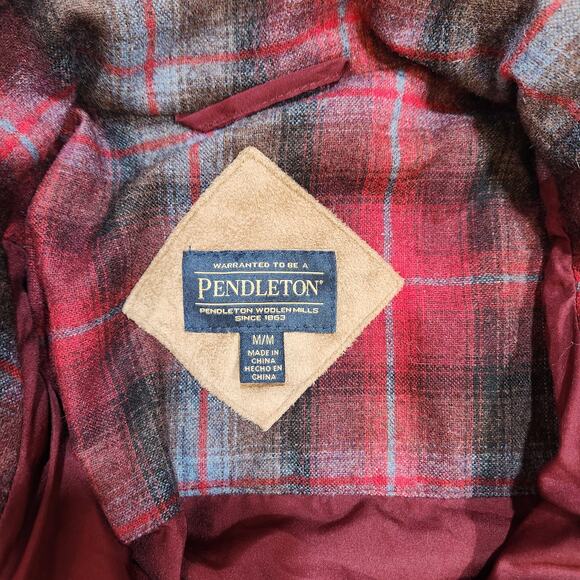 WARRANTED TO BE A
PENDLETON®
PENDLETON WOOLEN MILLS
SINCE 1863
M/M
MADE IN
CHINA
HECHO EN
CHINA